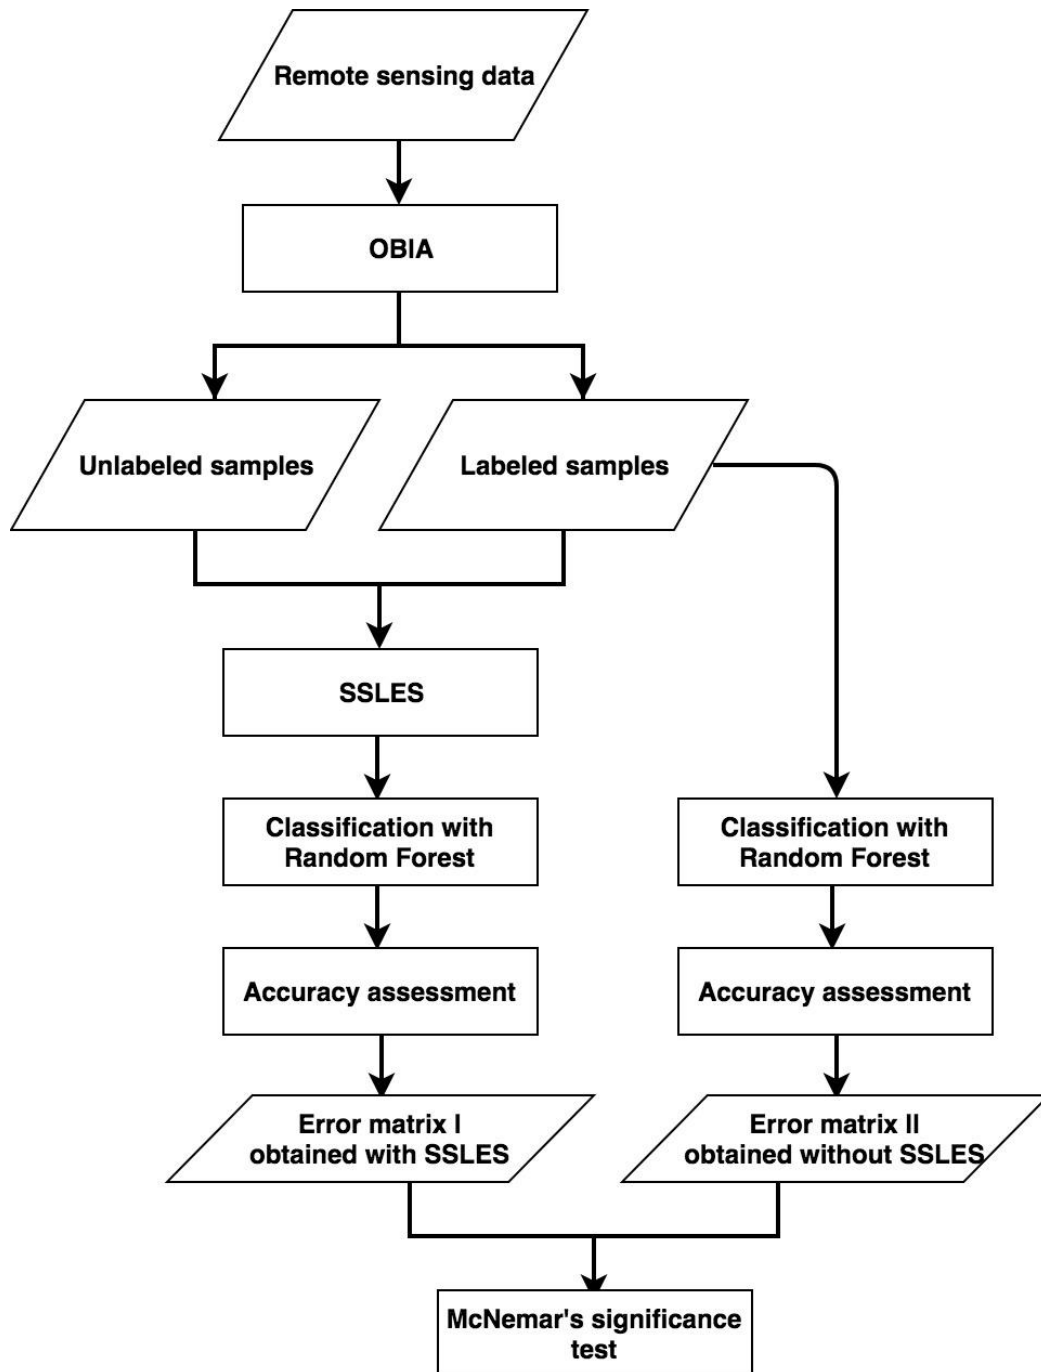 Remote sensing data
OBIA
Unlabeled samples
Labeled samples
SSLES
Classification with
Random Forest
Classification with
Random Forest
Accuracy assessment
Accuracy assessment
Error matrix I
obtained with SSLES
Error matrix II
obtained without SSLES
McNemar's significance
test